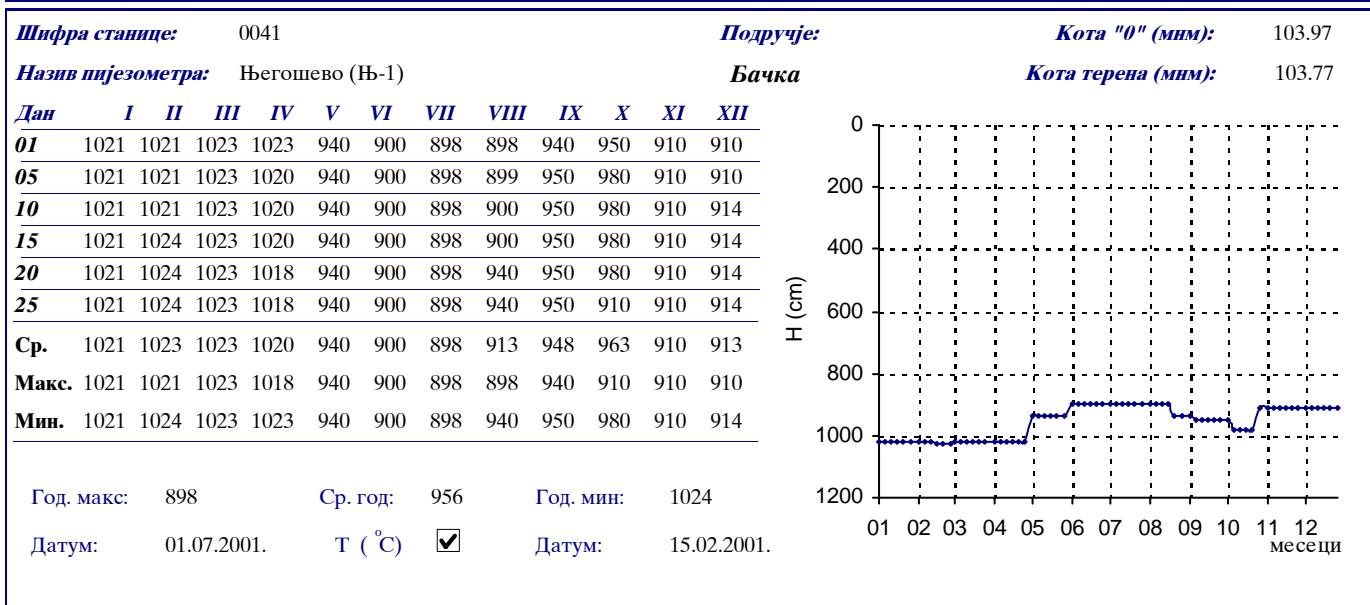 Шифра станице: 0041 Подручје: Кота "0" (мнм): 103.97
Назив пијезометра: Његошево (Њ-1) Бачка Кота терена (мнм): 103.77
Дан I II III IV V VI VII VIII IX X XI XII
01 1021 1021 1023 1023 940 900 898 898 940 950 910 910
05 1021 1021 1023 1020 940 900 898 899 950 980 910 910
10 1021 1021 1023 1020 940 900 898 900 950 980 910 914
15 1021 1024 1023 1020 940 900 898 900 950 980 910 914
20 1021 1024 1023 1018 940 900 898 940 950 980 910 914
25 1021 1024 1023 1018 940 900 898 940 950 910 910 914
Ср. 1021 1023 1023 1020 940 900 898 913 948 963 910 913
Макс. 1021 1021 1023 1018 940 900 898 898 940 910 910 910
Мин. 1021 1024 1023 1023 940 900 898 940 950 980 910 914
Год. макс: 898 Ср. год: 956 Год. мин: 1024
Датум: 01.07.2001. T ( °C) Датум: 15.02.2001.
H (cm)
0
200
400
600
800
1000
1200
01 02 03 04 05 06 07 08 09 10 11 12
месеци